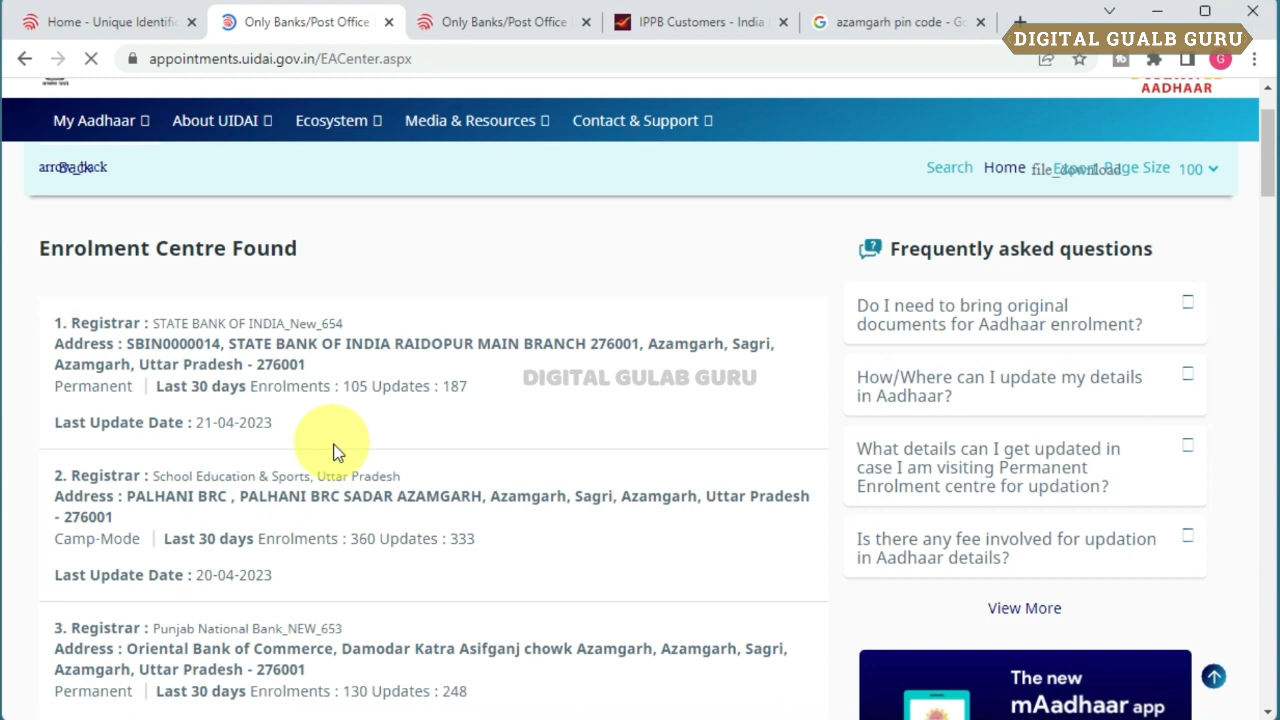 Home - Unique Identific
Only Banks/Post Office
Only Banks/Post Office
IPPB Customers - India
azamgarh pin code - Go
DIGITAL GUALB GURU
appointments.uidai.gov.in/EACenter.aspx
G
AADHAAR
My Aadhaar
About UIDAI
Ecosystem
Media & Resources
Contact & Support
arrow_back
Back
Search
Home
file_download
Export
Page Size
100
Enrolment Centre Found
1. Registrar : STATE BANK OF INDIA_New_654
Address : SBIN0000014, STATE BANK OF INDIA RAIDOPUR MAIN BRANCH 276001, Azamgarh, Sagri,
Azamgarh, Uttar Pradesh - 276001
Permanent | Last 30 days Enrolments : 105 Updates : 187
DIGITAL GULAB GURU
Last Update Date : 21-04-2023
2. Registrar : School Education & Sports, Uttar Pradesh
Address : PALHANI BRC , PALHANI BRC SADAR AZAMGARH, Azamgarh, Sagri, Azamgarh, Uttar Pradesh
- 276001
Camp-Mode | Last 30 days Enrolments : 360 Updates : 333
Last Update Date : 20-04-2023
3. Registrar : Punjab National Bank_NEW_653
Address : Oriental Bank of Commerce, Damodar Katra Asifganj chowk Azamgarh, Azamgarh, Sagri,
Azamgarh, Uttar Pradesh - 276001
Permanent | Last 30 days Enrolments : 130 Updates : 248
Frequently asked questions
Do I need to bring original
documents for Aadhaar enrolment?
How/Where can I update my details
in Aadhaar?
What details can I get updated in
case I am visiting Permanent
Enrolment centre for updation?
Is there any fee involved for updation
in Aadhaar details?
View More
The new
mAadhaar app